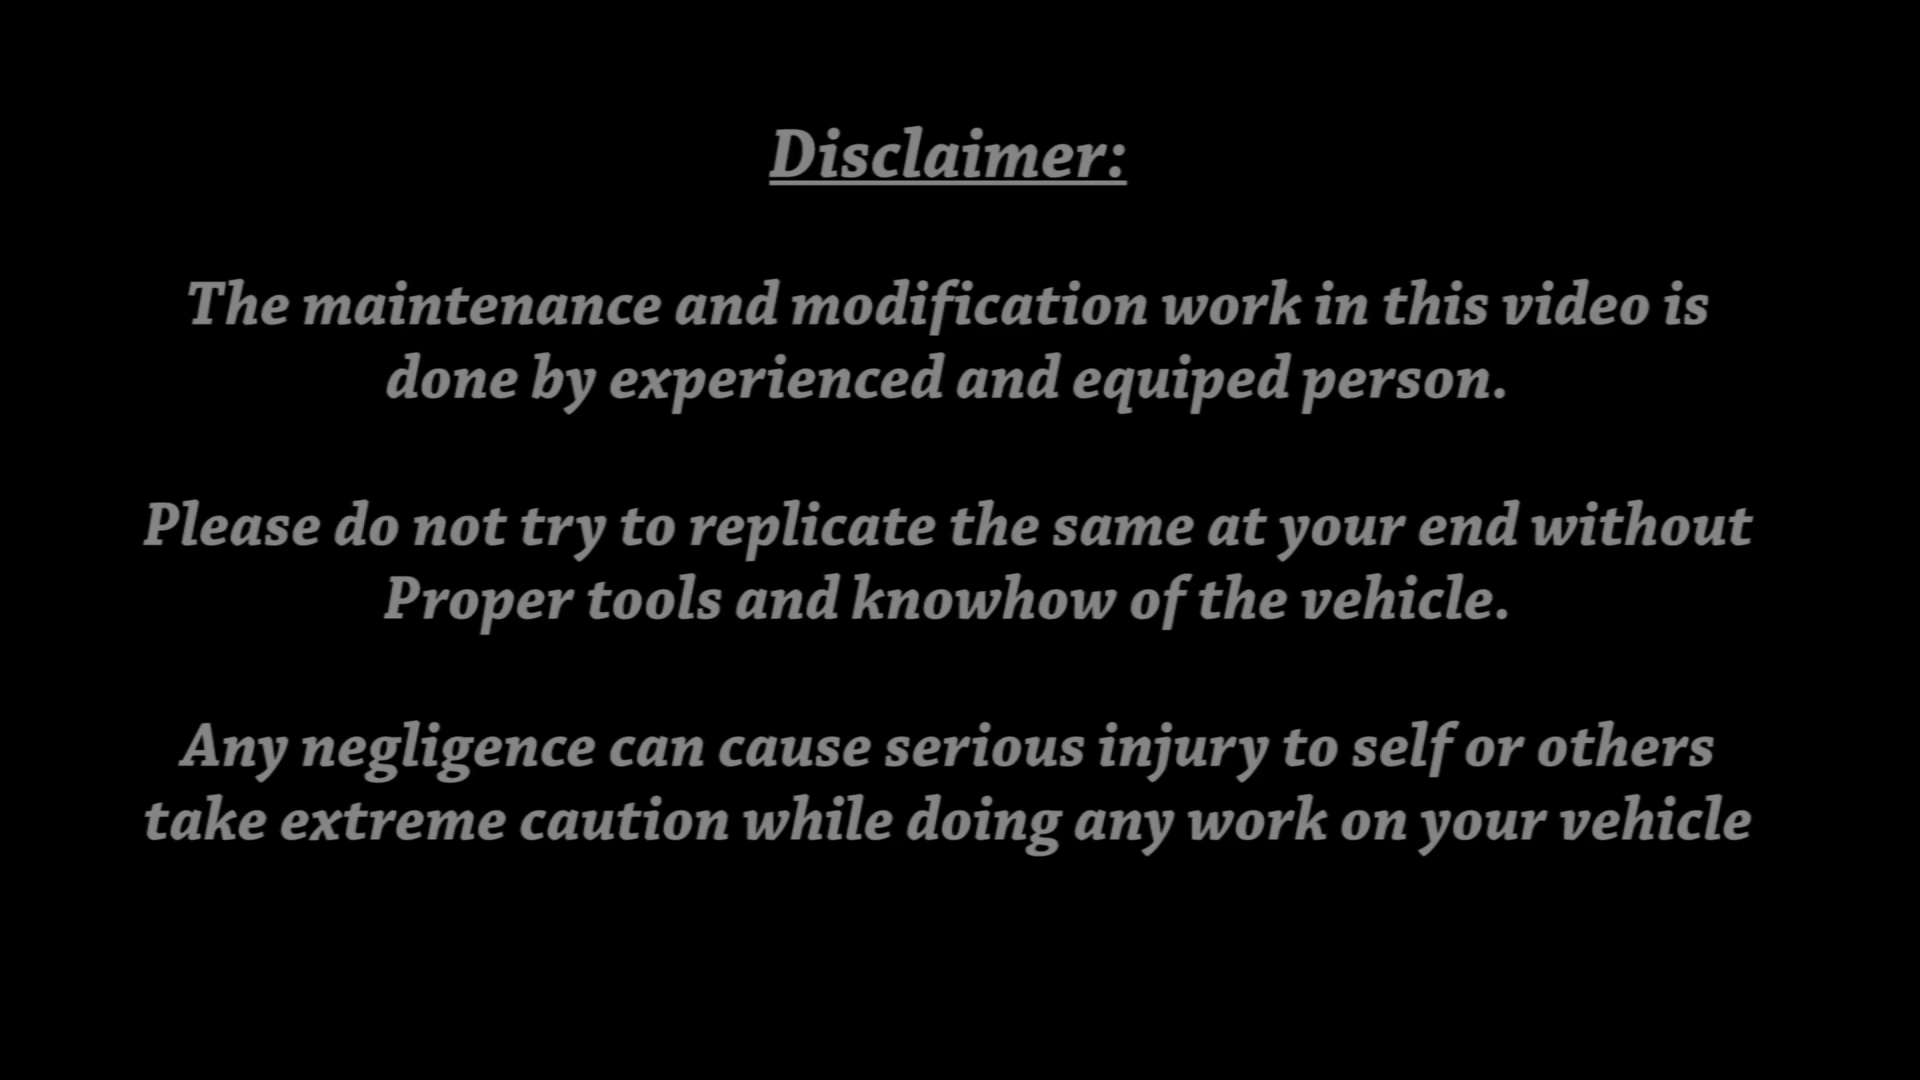 Disclaimer:
The maintenance and modification work in this video is
done by experienced and equiped person.
Please do not try to replicate the same at your end without
Proper tools and knowhow of the vehicle.
Any negligence can cause serious injury to self or others
take extreme caution while doing any work on your vehicle